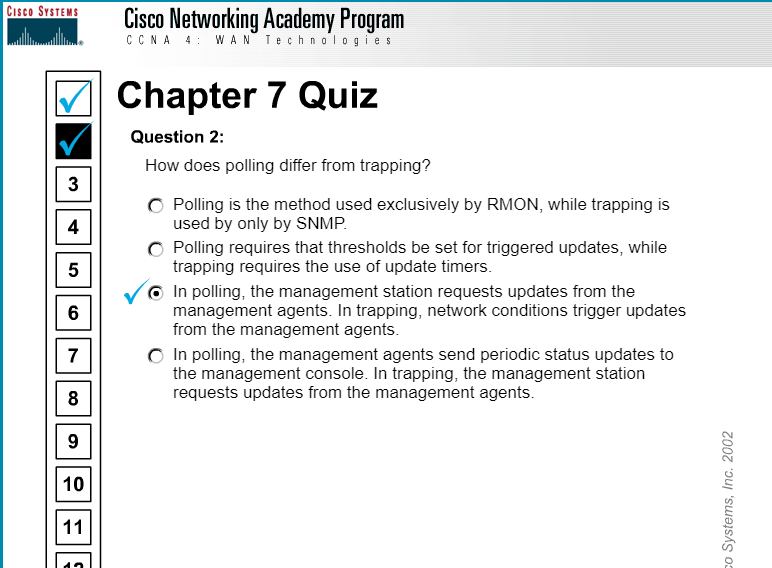 CISCO SYSTEMS
Cisco Networking Academy Program
CCNA 4: WAN Technologies
Chapter 7 Quiz
Question 2:
How does polling differ from trapping?
Polling is the method used exclusively by RMON, while trapping is
used by only by SNMP.
Polling requires that thresholds be set for triggered updates, while
trapping requires the use of update timers.
In polling, the management station requests updates from the
management agents. In trapping, network conditions trigger updates
from the management agents.
In polling, the management agents send periodic status updates to
the management console. In trapping, the management station
requests updates from the management agents.
3
4
5
6
7
8
9
10
11
12
Systems, Inc. 2002